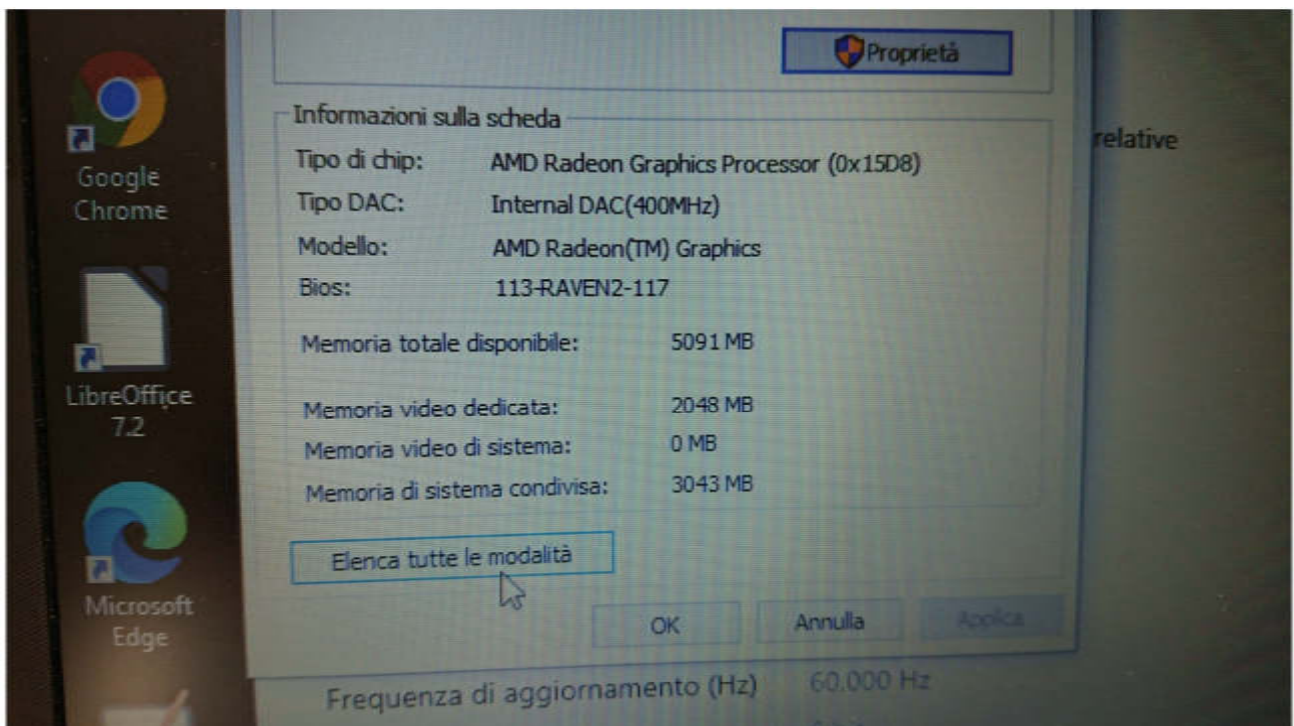 Proprietà
Informazioni sulla scheda
Tipo di chip: AMD Radeon Graphics Processor (0x15D8)
Tipo DAC: Internal DAC(400MHz)
Modello: AMD Radeon(TM) Graphics
Bios: 113-RAVEN2-117
Memoria totale disponibile: 5091 MB
Memoria video dedicata: 2048 MB
Memoria video di sistema: 0 MB
Memoria di sistema condivisa: 3043 MB
Elenca tutte le modalità
OK Annulla Applica
relative
Frequenza di aggiornamento (Hz) 60.000 Hz
Google
Chrome
LibreOffice
7.2
Microsoft
Edge